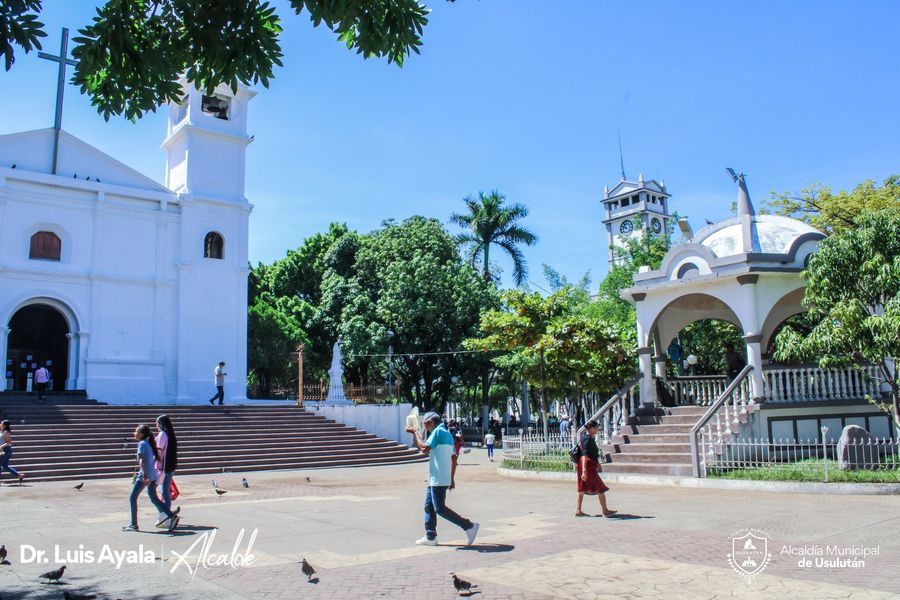 Dr. Luis Ayala | Alcalde
Alcaldía Municipal
de Usulután